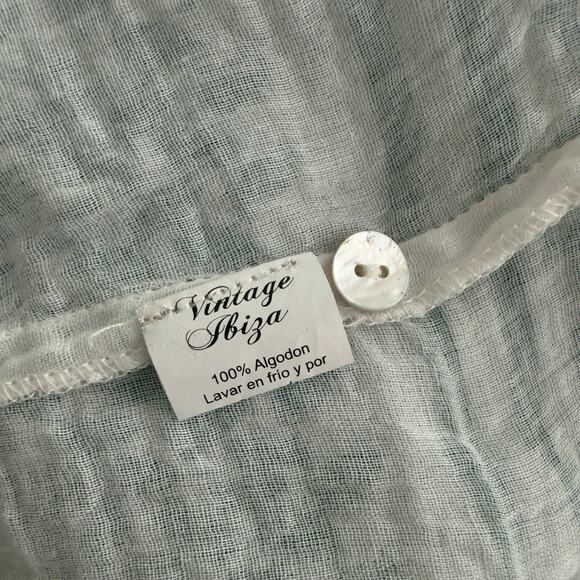 Vintage
Ibiza
100% Algodon
Lavar en frio y por